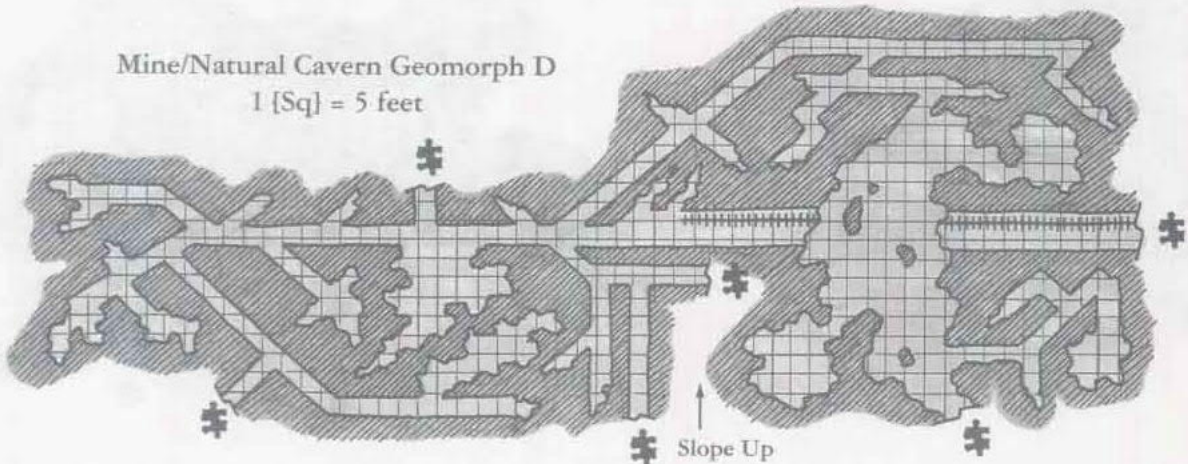 Mine/Natural Cavern Geomorph D
1 {Sq} = 5 feet
Slope Up